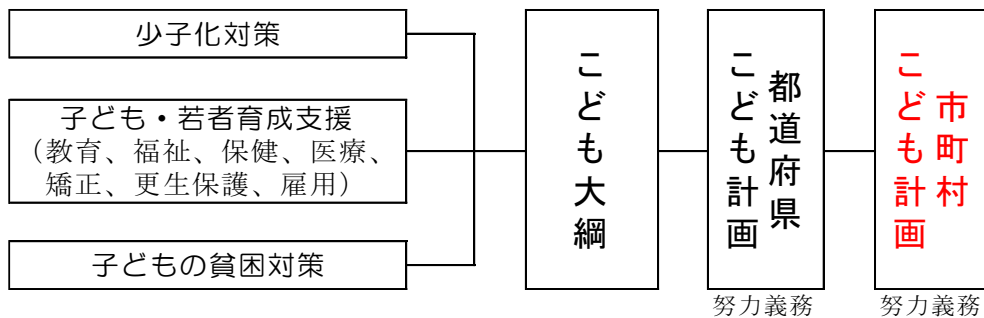 少子化対策
子ども・若者育成支援
（教育、福祉、保健、医療、
矯正、更生保護、雇用）
子どもの貧困対策
こども大綱
都道府県
こども計画
努力義務
市町村
こども計画
努力義務